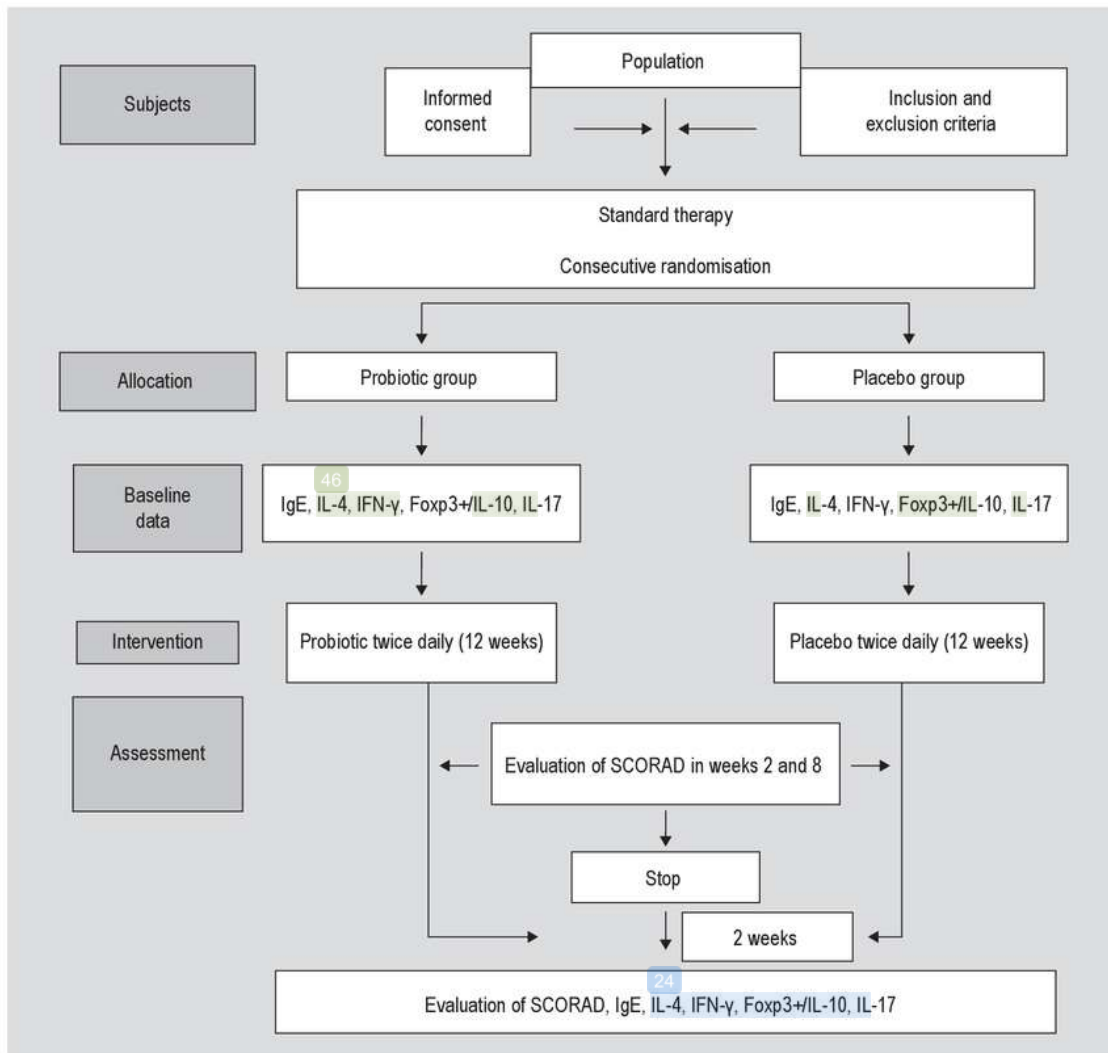 Population
Subjects
Informed
consent
Inclusion and
exclusion criteria
Standard therapy
Consecutive randomisation
Allocation
Probiotic group
Placebo group
46
Baseline
data
IgE, IL-4, IFN-γ, Foxp3+/IL-10, IL-17
IgE, IL-4, IFN-γ, Foxp3+/IL-10, IL-17
Intervention
Probiotic twice daily (12 weeks)
Placebo twice daily (12 weeks)
Assessment
Evaluation of SCORAD in weeks 2 and 8
Stop
2 weeks
24
Evaluation of SCORAD, IgE, IL-4, IFN-γ, Foxp3+/IL-10, IL-17